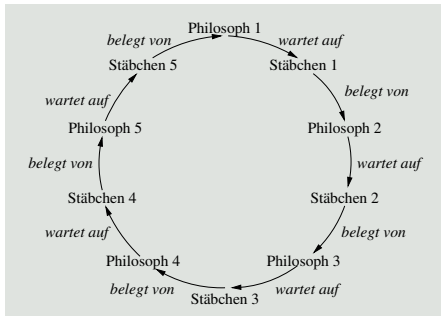 Philosoph 1
belegt von
wartet auf
Stäbchen 5
Stäbchen 1
wartet auf
belegt von
Philosoph 5
Philosoph 2
belegt von
wartet auf
Stäbchen 4
Stäbchen 2
wartet auf
belegt von
Philosoph 4
Philosoph 3
belegt von
wartet auf
Stäbchen 3